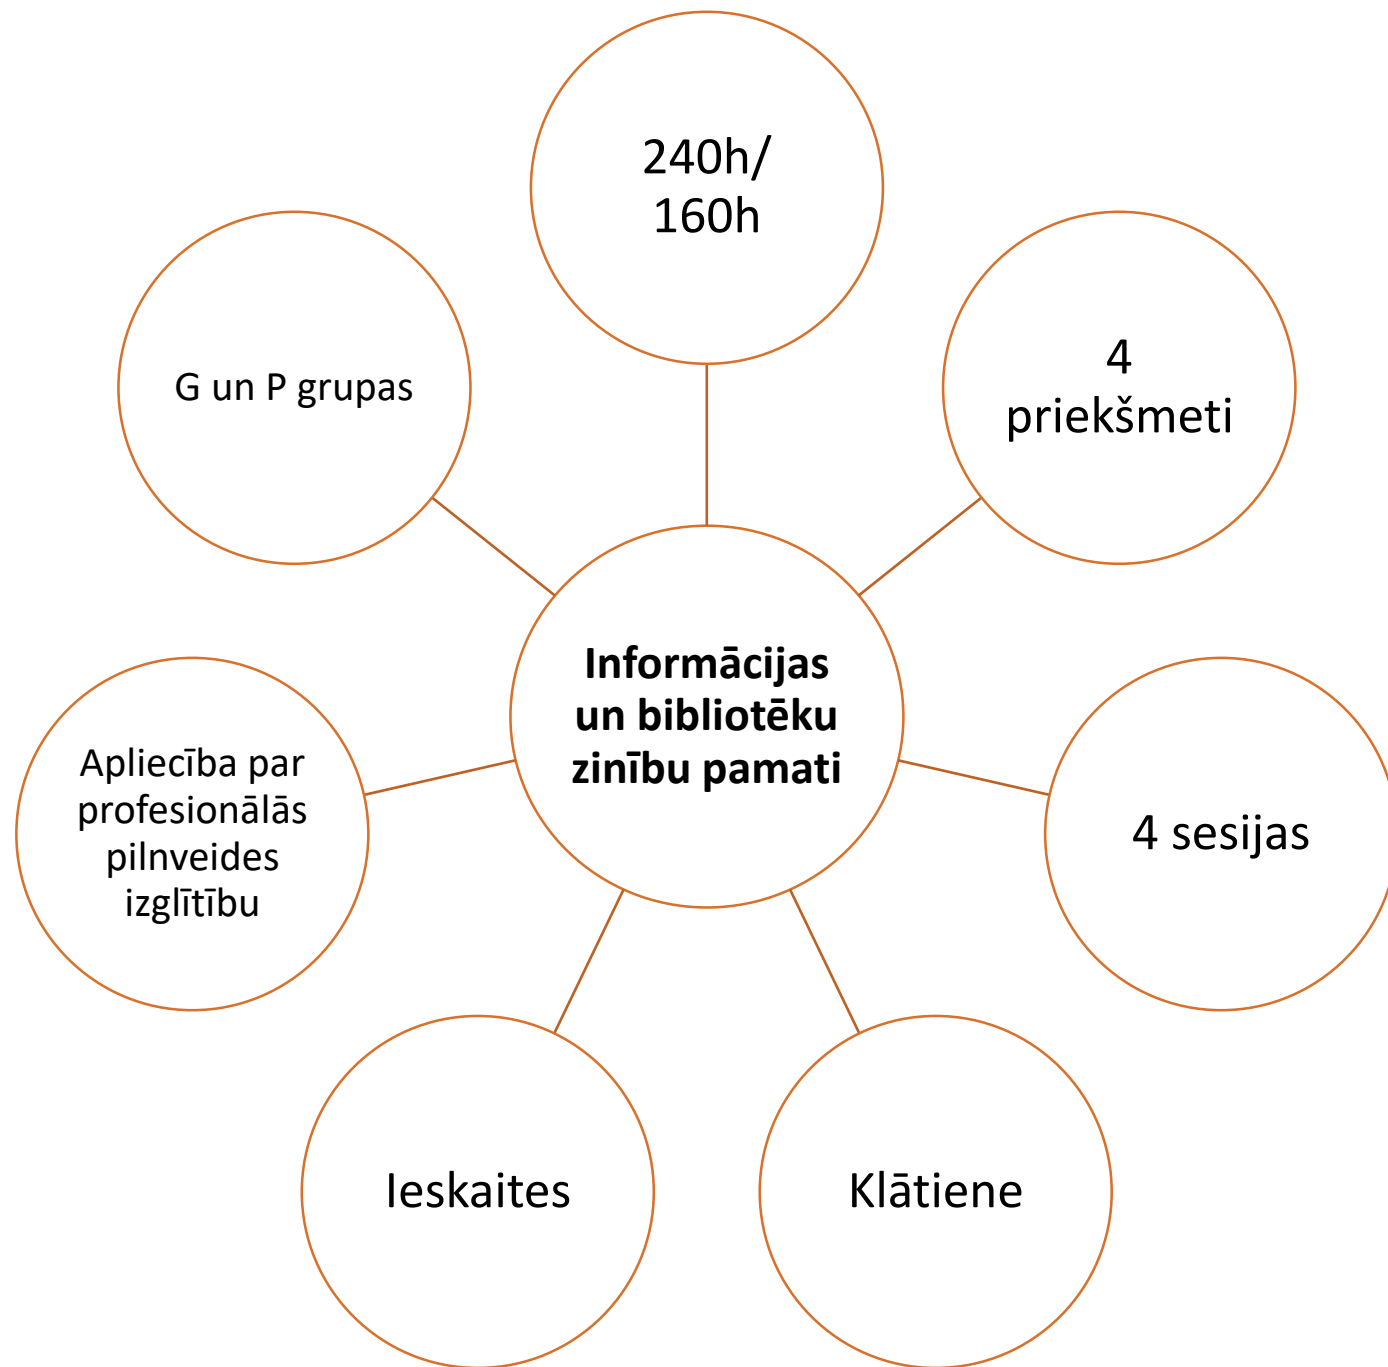 240h/
160h
4
priekšmeti
4 sesijas
Klātiene
Ieskaites
Apliecība par
profesionālās
pilnveides
izglītību
G un P grupas
Informācijas
un bibliotēku
zinību pamati